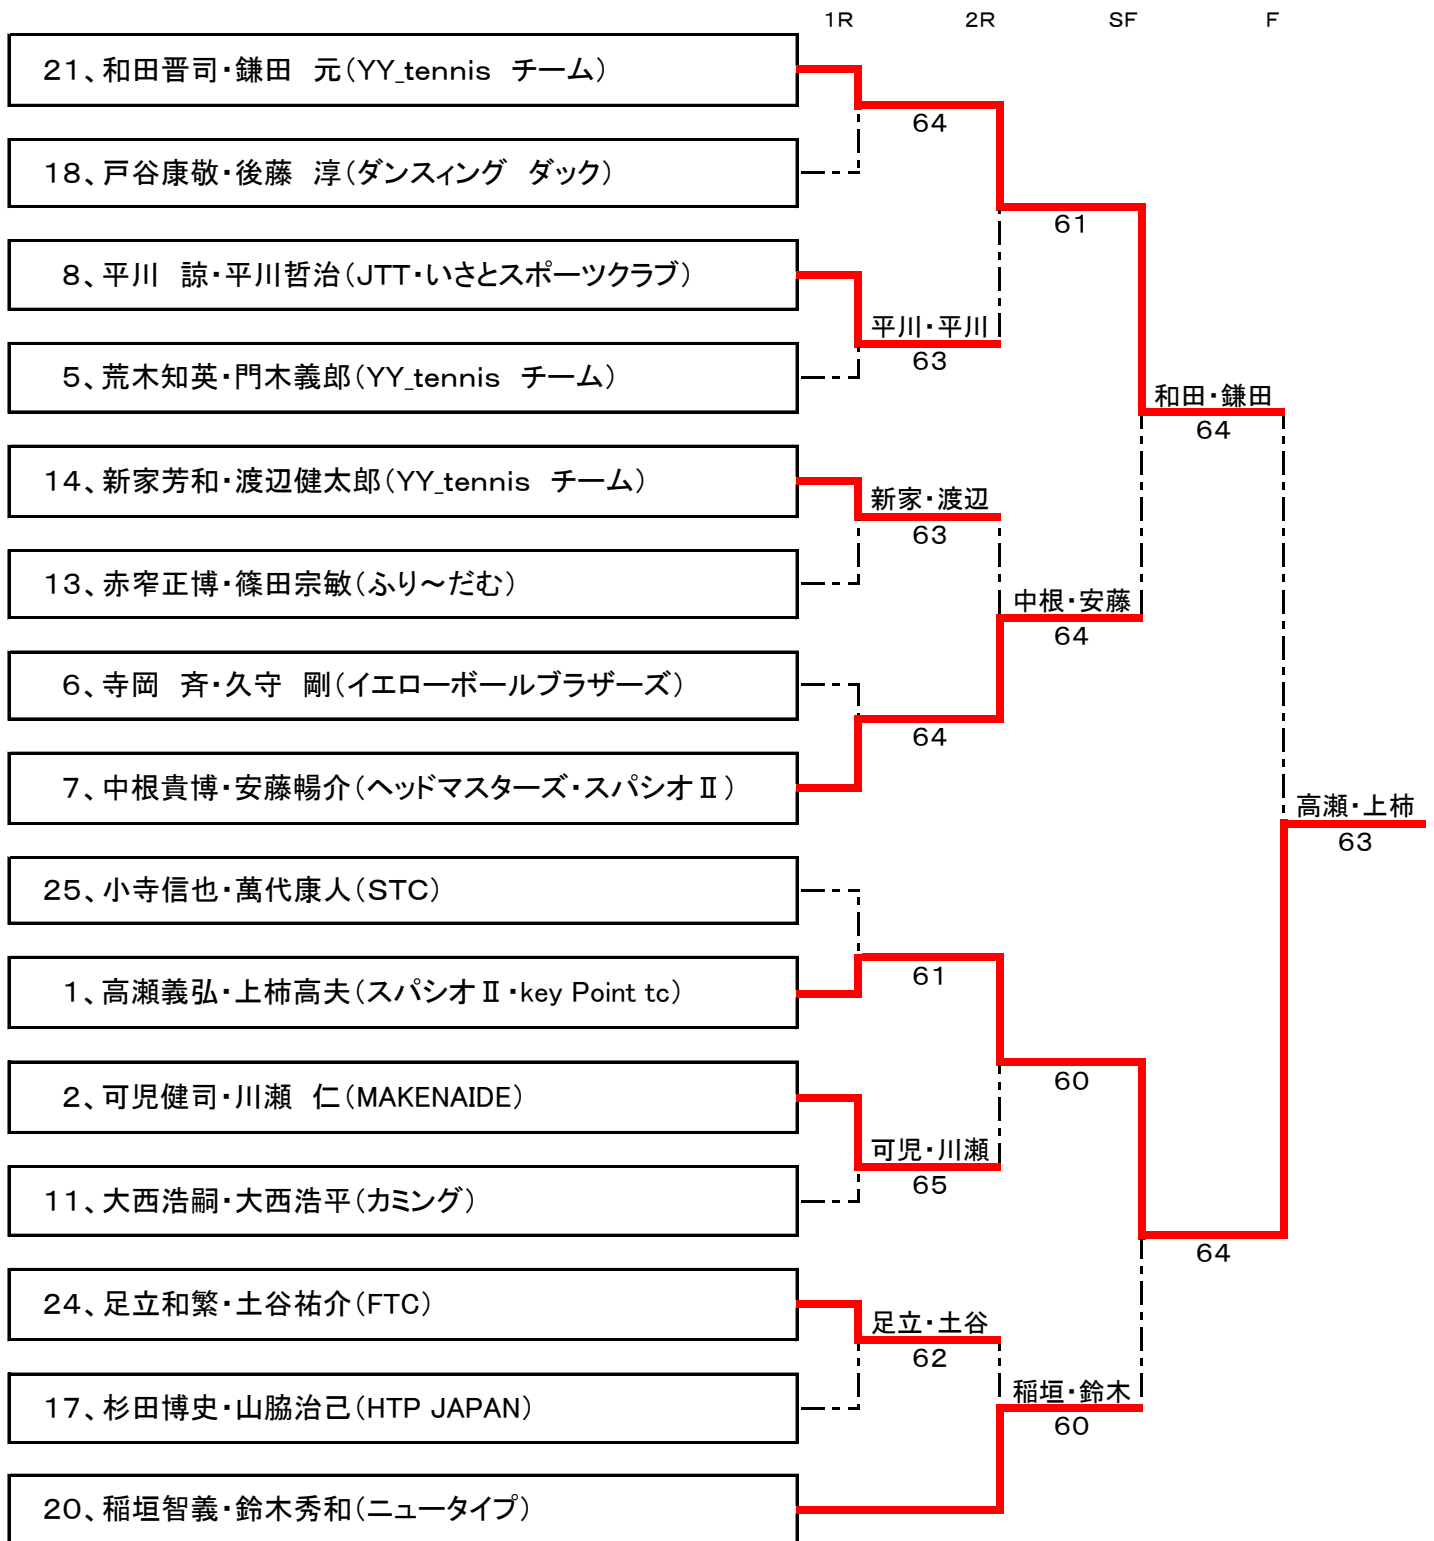 1R 2R SF F
21、和田晋司・鎌田　元(YY_tennis　チーム)
64
18、戸谷康敬・後藤　淳(ダンスィング　ダック)
61
8、平川　諒・平川哲治(JTT・いさとスポーツクラブ)
平川・平川
63
5、荒木知英・門木義郎(YY_tennis　チーム)
和田・鎌田
64
14、新家芳和・渡辺健太郎(YY_tennis　チーム)
新家・渡辺
63
13、赤窄正博・篠田宗敏(ふり～だむ)
中根・安藤
64
6、寺岡　斉・久守　剛(イエローボールブラザーズ)
64
7、中根貴博・安藤暢介(ヘッドマスターズ・スパシオⅡ)
高瀬・上柿
63
25、小寺信也・萬代康人(STC)
61
1、高瀬義弘・上柿高夫(スパシオⅡ・key Point tc)
60
2、可児健司・川瀬　仁(MAKENAIDE)
可児・川瀬
65
11、大西浩嗣・大西浩平(カミング)
64
24、足立和繁・土谷祐介(FTC)
足立・土谷
62
17、杉田博史・山脇治己(HTP JAPAN)
稲垣・鈴木
60
20、稲垣智義・鈴木秀和(ニュータイプ)